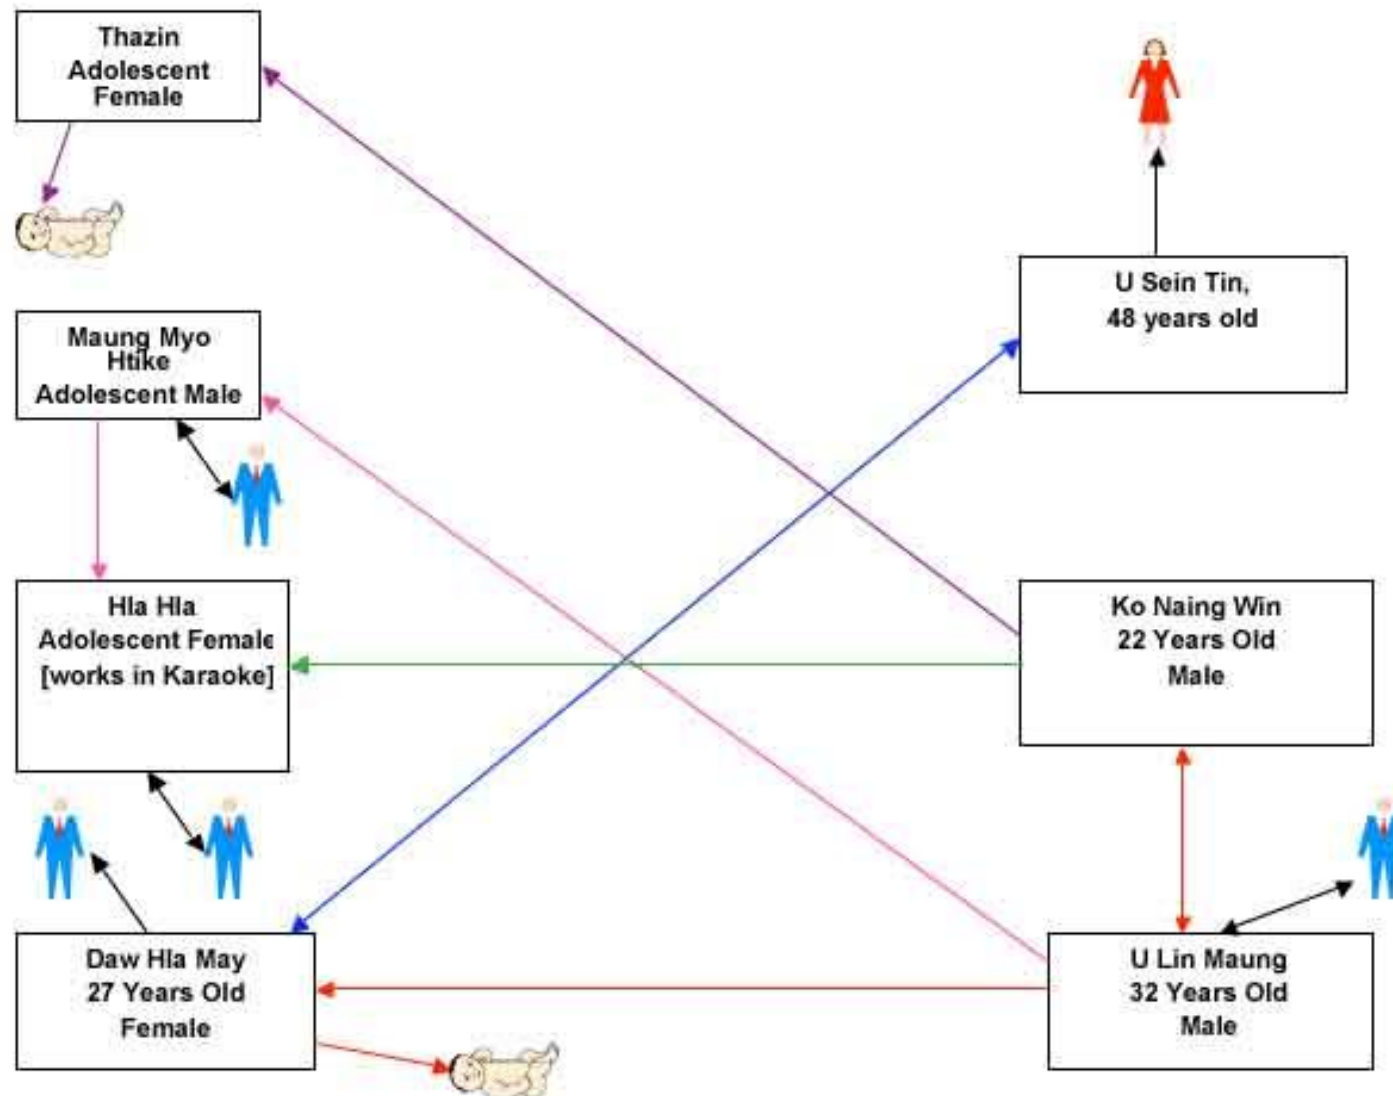 Thazin
Adolescent
Female
U Sein Tin,
48 years old
Maung Myo
Htike
Adolescent Male
Hla Hla
Adolescent Female
[works in Karaoke]
Ko Naing Win
22 Years Old
Male
Daw Hla May
27 Years Old
Female
U Lin Maung
32 Years Old
Male